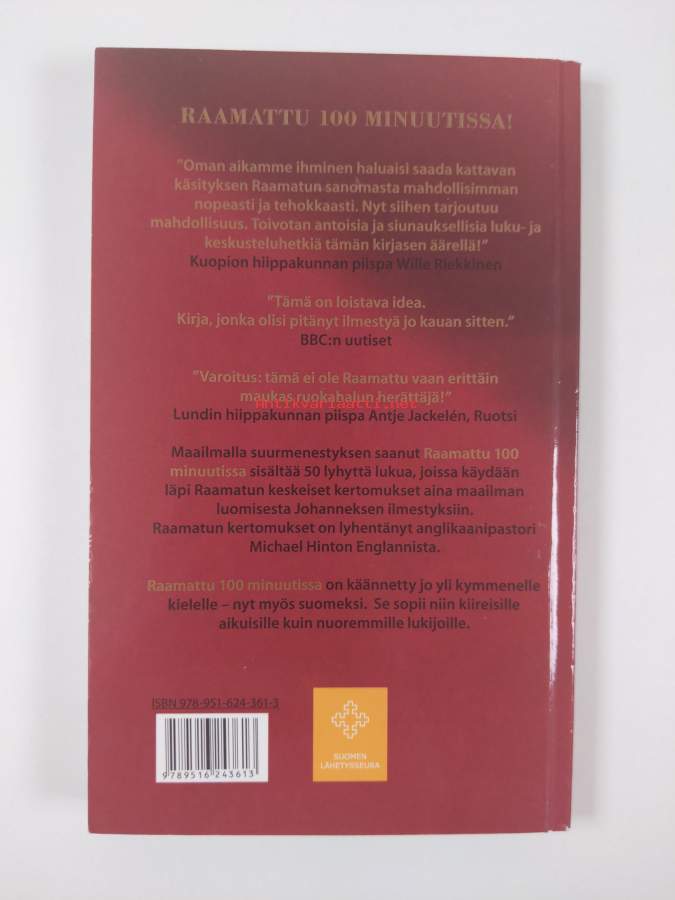 RAAMATTU 100 MINUUTISSA!
"Oman aikamme ihminen haluaisi saada kattavan
käsityksen Raamatun sanomasta mahdollisimman
nopeasti ja tehokkaasti. Nyt siihen tarjoutuu
mahdollisuus. Toivotan antoisia ja siunauksellisia luku- ja
keskusteluhetkiä tämän kirjasen äärellä!"
Kuopion hiippakunnan piispa Wille Riekkinen
"Tämä on loistava idea.
Kirja, jonka olisi pitänyt ilmestyä jo kauan sitten."
BBC:n uutiset
"Varoitus: tämä ei ole Raamattu vaan erittäin
maukas ruokahalun herättäjä!"
Antikvariaatti.net
Lundin hiippakunnan piispa Antje Jackelén, Ruotsi
Maailmalla suurmenestyksen saanut Raamattu 100
minuutissa sisältää 50 lyhyttä lukua, joissa käydään
läpi Raamatun keskeiset kertomukset aina maailman
luomisesta Johanneksen ilmestyksiin.
Raamatun kertomukset on lyhentänyt anglikaanipastori
Michael Hinton Englannista.
Raamattu 100 minuutissa on käännetty jo yli kymmenelle
kielelle – nyt myös suomeksi. Se sopii niin kiireisille
aikuisille kuin nuoremmille lukijoille.
ISBN 978-951-624-361-3
9 789516 243613
SUOMEN
LÄHETYSSEURA